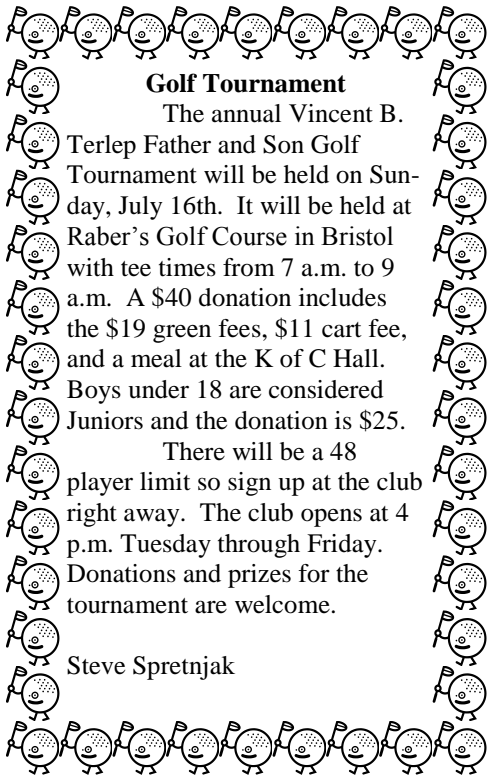 Golf Tournament
The annual Vincent B.
Terlep Father and Son Golf
Tournament will be held on Sun-
day, July 16th.  It will be held at
Raber's Golf Course in Bristol
with tee times from 7 a.m. to 9
a.m.  A $40 donation includes
the $19 green fees, $11 cart fee,
and a meal at the K of C Hall.
Boys under 18 are considered
Juniors and the donation is $25.
There will be a 48
player limit so sign up at the club
right away.  The club opens at 4
p.m. Tuesday through Friday.
Donations and prizes for the
tournament are welcome.
Steve Spretnjak